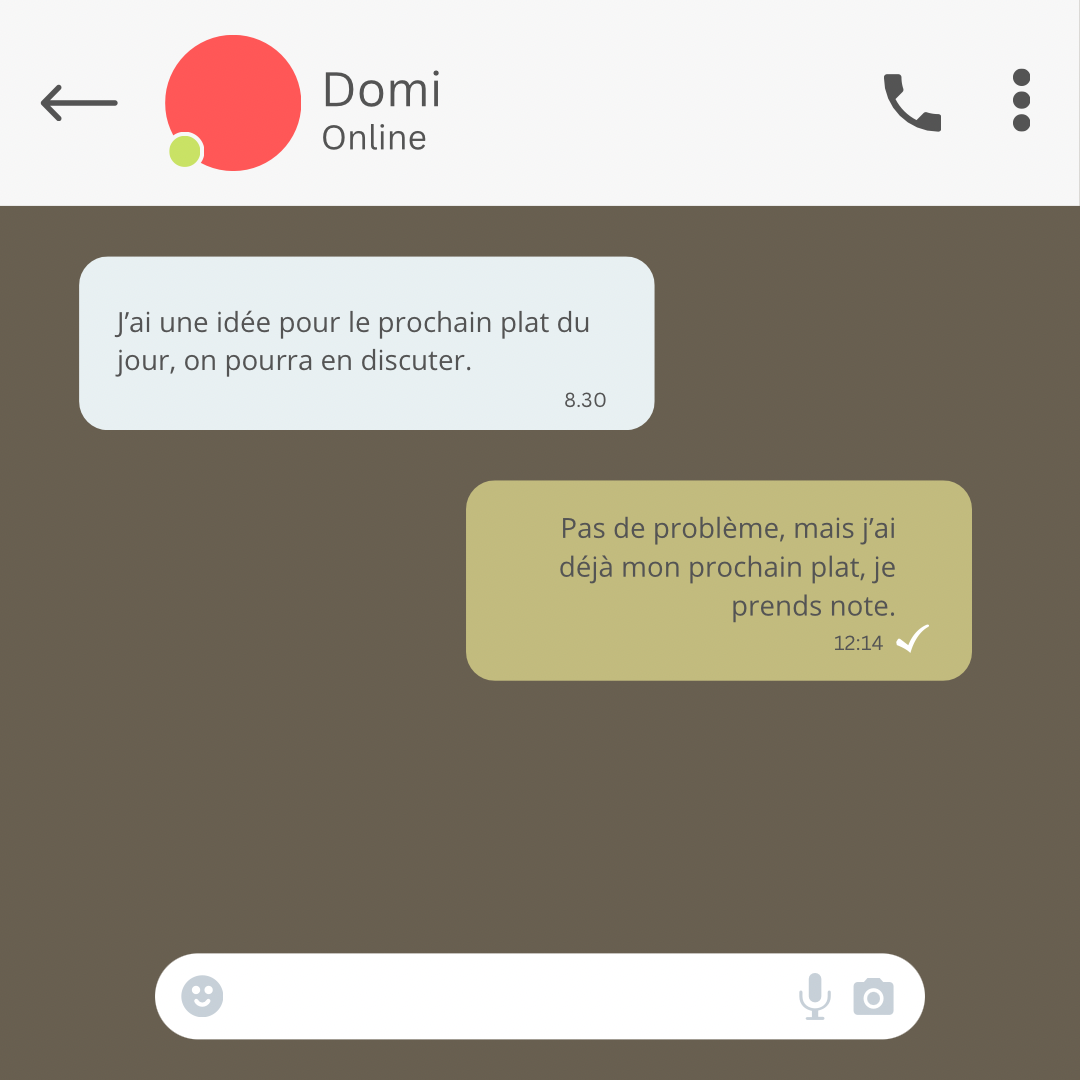 Domi
Online
J’ai une idée pour le prochain plat du
jour, on pourra en discuter.
8.30
Pas de problème, mais j’ai
déjà mon prochain plat, je
prends note.
12:14